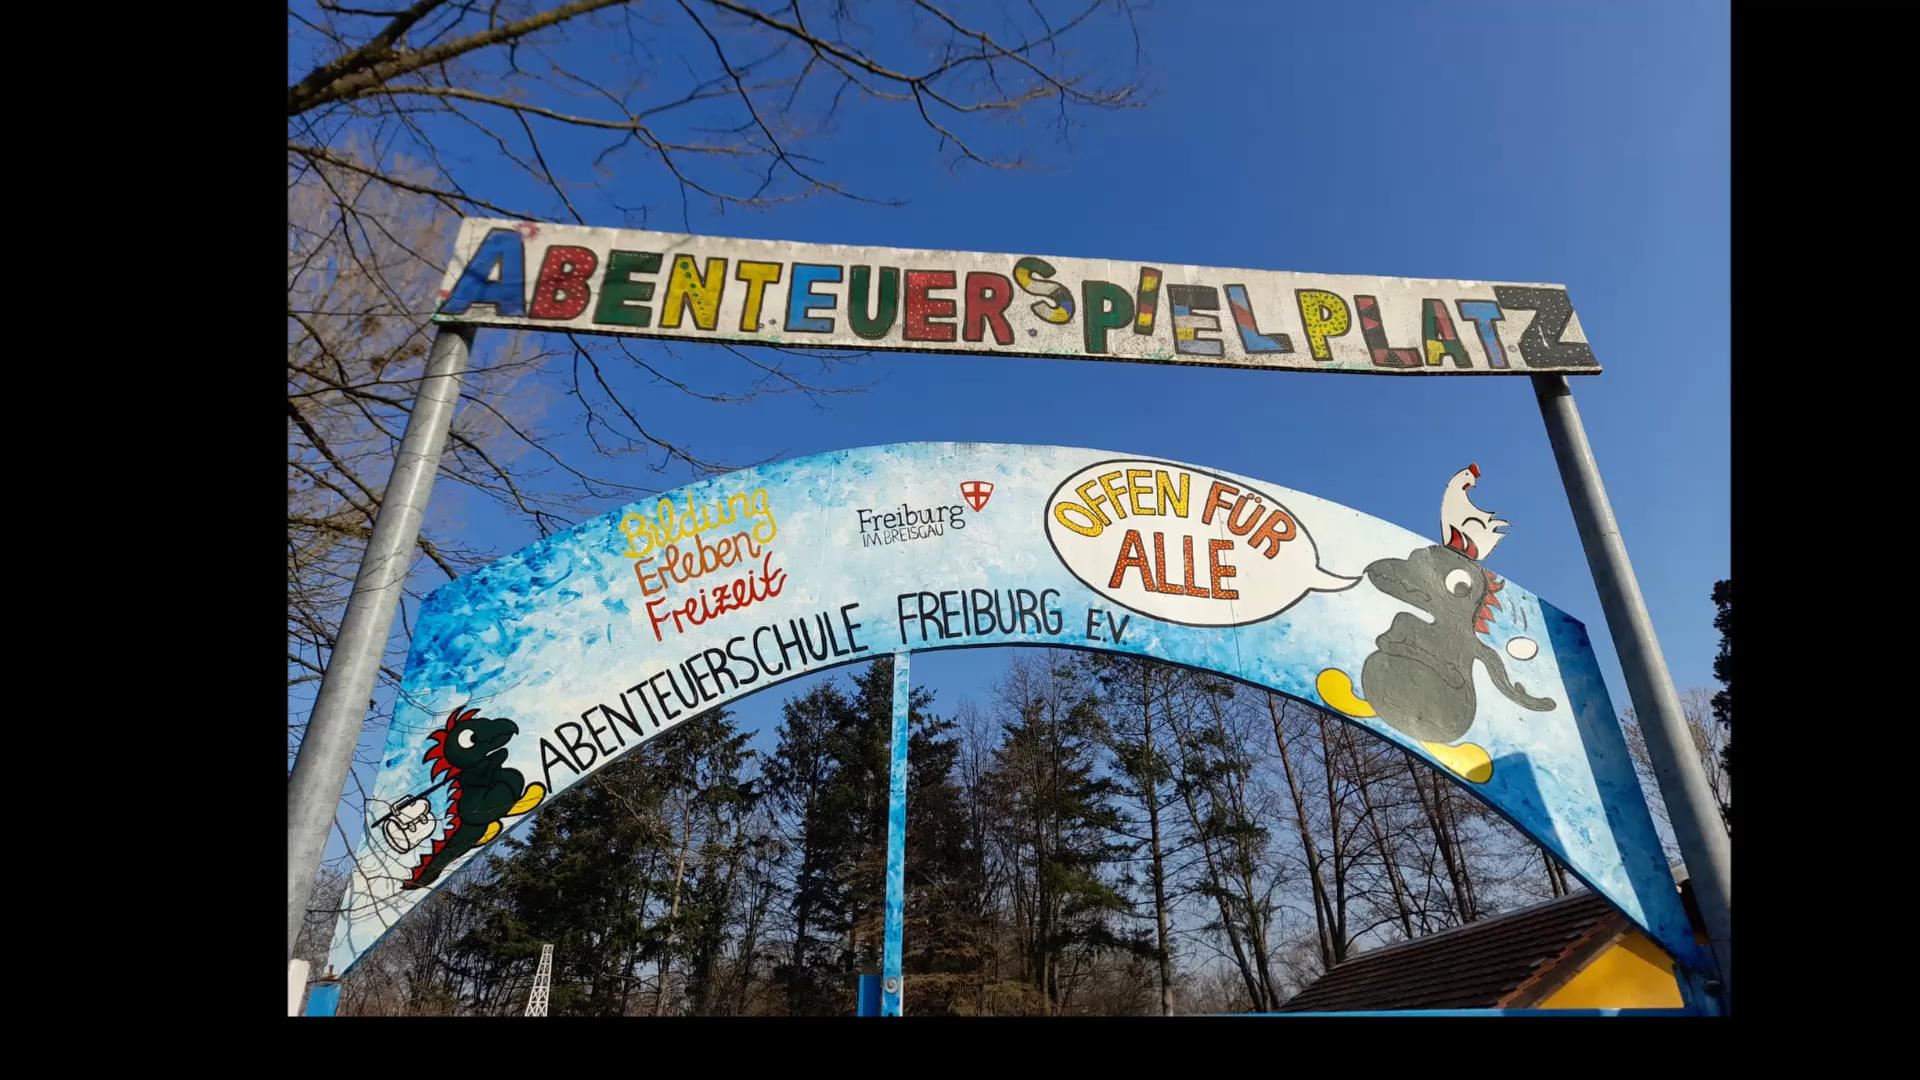 ABENTEUERSPIELPLATZ
Bildung
Erleben
Freizeit
Freiburg
IM BREISGAU
OFFEN FÜR
ALLE
ABENTEUERSCHULE FREIBURG E.V.